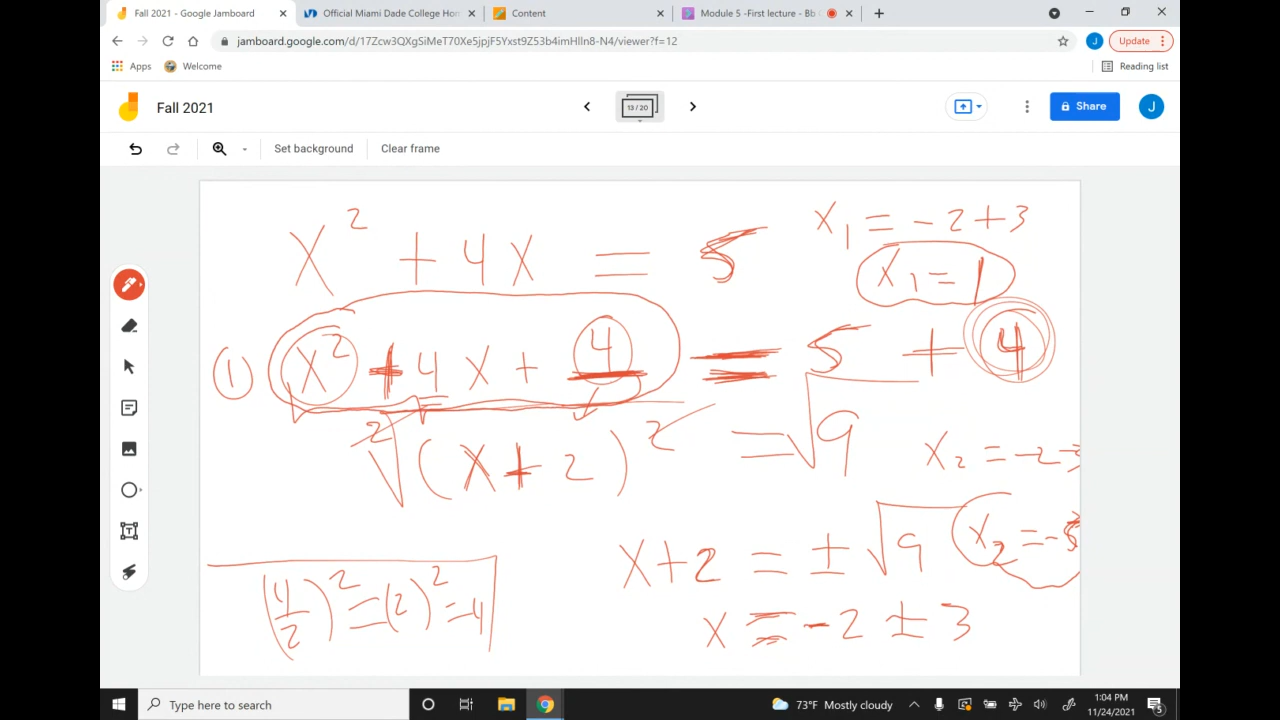 Fall 2021 - Google Jamboard
Official Miami Dade College Hom
Content
Module 5 -First lecture - Bb
jamboard.google.com/d/17Zcw3QXgSiMeT70Xe5jpjF5Yxst9Z53b4imHlln8-N4/viewer?f=12
Update
Apps
Welcome
Reading list
Fall 2021
13 / 20
Share
J
Set background
Clear frame
x² + 4x = 5
x₁ = -2+3
x₁ = 1
① x² + 4x + 4 = 5 + 4
²√(x+2)² = √9
x₂ = -2-3
x+2 = ±√9
x₂ = -5
(4/2)² = (2)² = 4
x = -2 ± 3
Type here to search
73°F Mostly cloudy
1:04 PM
11/24/2021
5